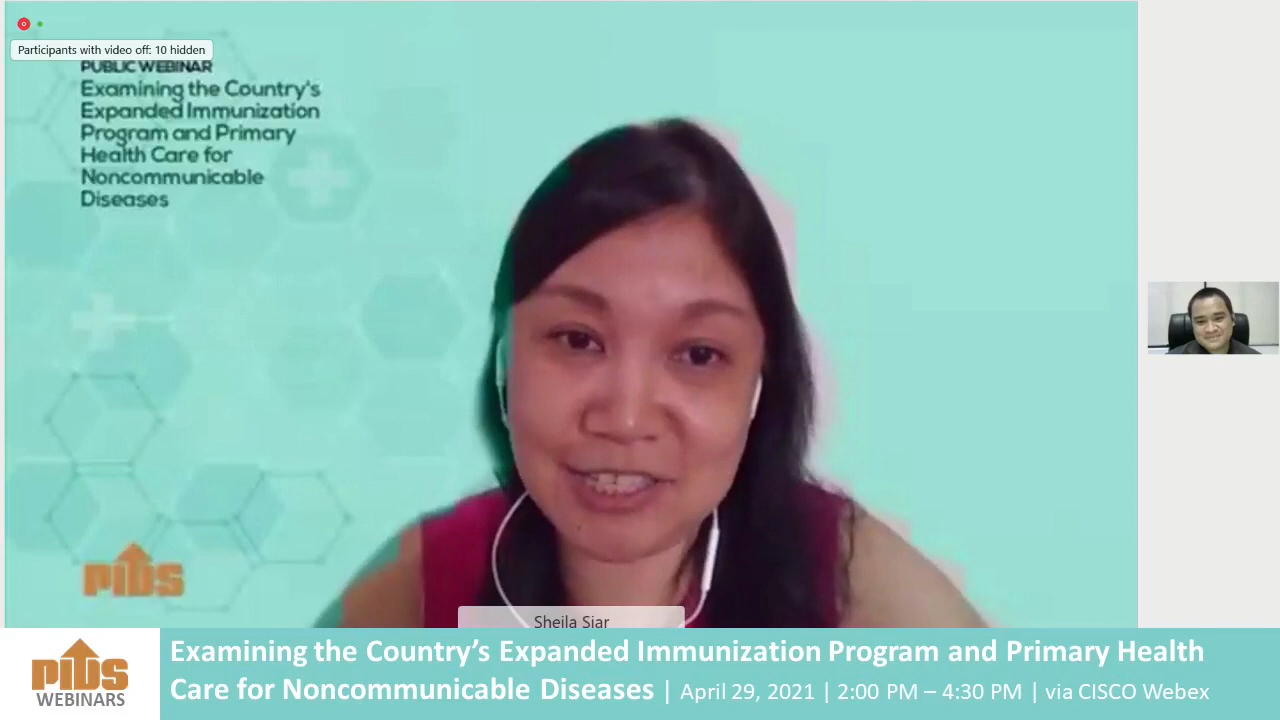 Participants with video off: 10 hidden
PUBLIC WEBINAR
Examining the Country's
Expanded Immunization
Program and Primary
Health Care for
Noncommunicable
Diseases
PIDS
Sheila Siar
PIDS
WEBINARS
Examining the Country’s Expanded Immunization Program and Primary Health
Care for Noncommunicable Diseases | April 29, 2021 | 2:00 PM – 4:30 PM | via CISCO Webex